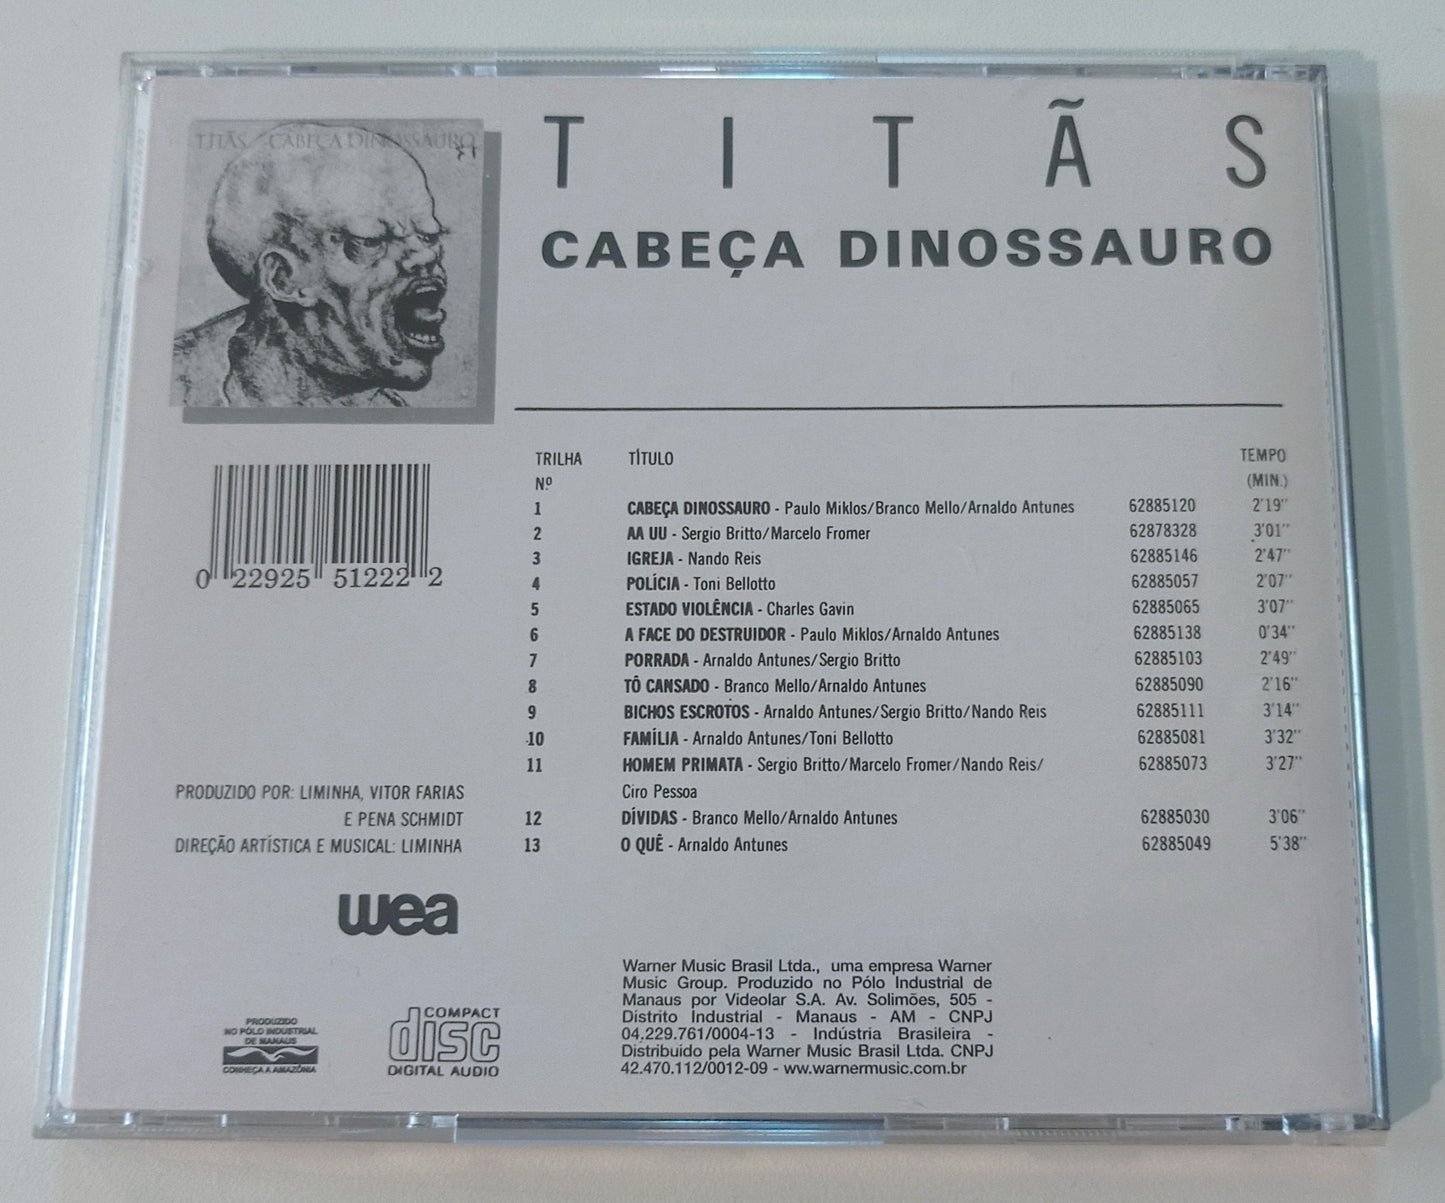 TITÃS CABEÇA DINOSSAURO
TITÃS
CABEÇA DINOSSAURO
TRILHA Nº TÍTULO TEMPO (MIN.)
1 CABEÇA DINOSSAURO - Paulo Miklos/Branco Mello/Arnaldo Antunes 62885120 2'19"
2 AA UU - Sergio Britto/Marcelo Fromer 62878328 3'01"
3 IGREJA - Nando Reis 62885146 2'47"
4 POLÍCIA - Toni Bellotto 62885057 2'07"
5 ESTADO VIOLÊNCIA - Charles Gavin 62885065 3'07"
6 A FACE DO DESTRUIDOR - Paulo Miklos/Arnaldo Antunes 62885138 0'34"
7 PORRADA - Arnaldo Antunes/Sergio Britto 62885103 2'49"
8 TÔ CANSADO - Branco Mello/Arnaldo Antunes 62885090 2'16"
9 BICHOS ESCROTOS - Arnaldo Antunes/Sergio Britto/Nando Reis 62885111 3'14"
10 FAMÍLIA - Arnaldo Antunes/Toni Bellotto 62885081 3'32"
11 HOMEM PRIMATA - Sergio Britto/Marcelo Fromer/Nando Reis/ 62885073 3'27"
Ciro Pessoa
12 DÍVIDAS - Branco Mello/Arnaldo Antunes 62885030 3'06"
13 O QUÊ - Arnaldo Antunes 62885049 5'38"
0 22925 51222 2
PRODUZIDO POR: LIMINHA, VITOR FARIAS
E PENA SCHMIDT
DIREÇÃO ARTÍSTICA E MUSICAL: LIMINHA
wea
PRODUZIDO
NO PÓLO INDUSTRIAL
DE MANAUS
CONHEÇA A AMAZÔNIA
COMPACT
disc
DIGITAL AUDIO
Warner Music Brasil Ltda., uma empresa Warner
Music Group. Produzido no Pólo Industrial de
Manaus por Videolar S.A. Av. Solimões, 505 -
Distrito Industrial - Manaus - AM - CNPJ
04.229.761/0004-13 - Indústria Brasileira -
Distribuido pela Warner Music Brasil Ltda. CNPJ
42.470.112/0012-09 - ww.warnermusic.com.br